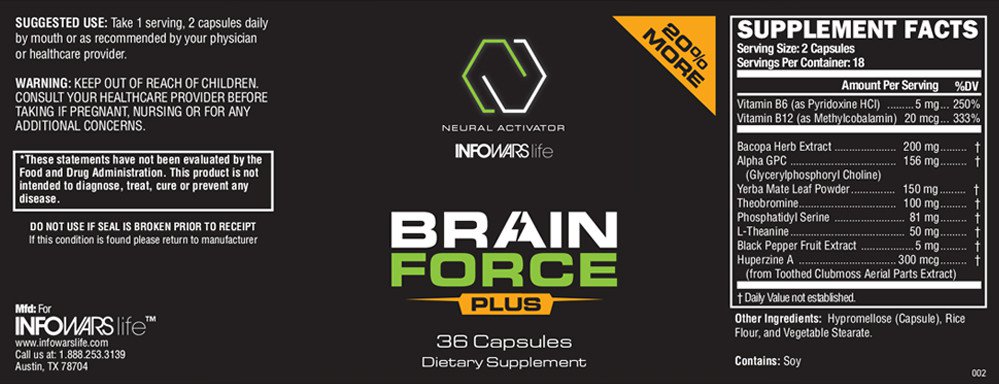 SUGGESTED USE: Take 1 serving, 2 capsules daily
by mouth or as recommended by your physician
or healthcare provider.
WARNING: KEEP OUT OF REACH OF CHILDREN.
CONSULT YOUR HEALTHCARE PROVIDER BEFORE
TAKING IF PREGNANT, NURSING OR FOR ANY
ADDITIONAL CONCERNS.
*These statements have not been evaluated by the
Food and Drug Administration. This product is not
intended to diagnose, treat, cure or prevent any
disease.
DO NOT USE IF SEAL IS BROKEN PRIOR TO RECEIPT
If this condition is found please return to manufacturer
Mfd: For
INFOWARS life™
www.infowarslife.com
Call us at: 1.888.253.3139
Austin, TX 78704
NEURAL ACTIVATOR
INFOWARS life
BRAIN
FORCE
PLUS
36 Capsules
Dietary Supplement
20%
MORE
SUPPLEMENT FACTS
Serving Size: 2 Capsules
Servings Per Container: 18
Amount Per Serving %DV
Vitamin B6 (as Pyridoxine HCl) ......... 5 mg... 250%
Vitamin B12 (as Methylcobalamin) 20 mcg... 333%
Bacopa Herb Extract ................ 200 mg......... †
Alpha GPC ............................. 156 mg......... †
(Glycerylphosphoryl Choline)
Yerba Mate Leaf Powder............. 150 mg......... †
Theobromine........................... 100 mg......... †
Phosphatidyl Serine .................... 81 mg......... †
L-Theanine.............................. 50 mg......... †
Black Pepper Fruit Extract ............. 5 mg......... †
Huperzine A .......................... 300 mcg....... †
(from Toothed Clubmoss Aerial Parts Extract)
† Daily Value not established.
Other Ingredients: Hypromellose (Capsule), Rice
Flour, and Vegetable Stearate.
Contains: Soy
002